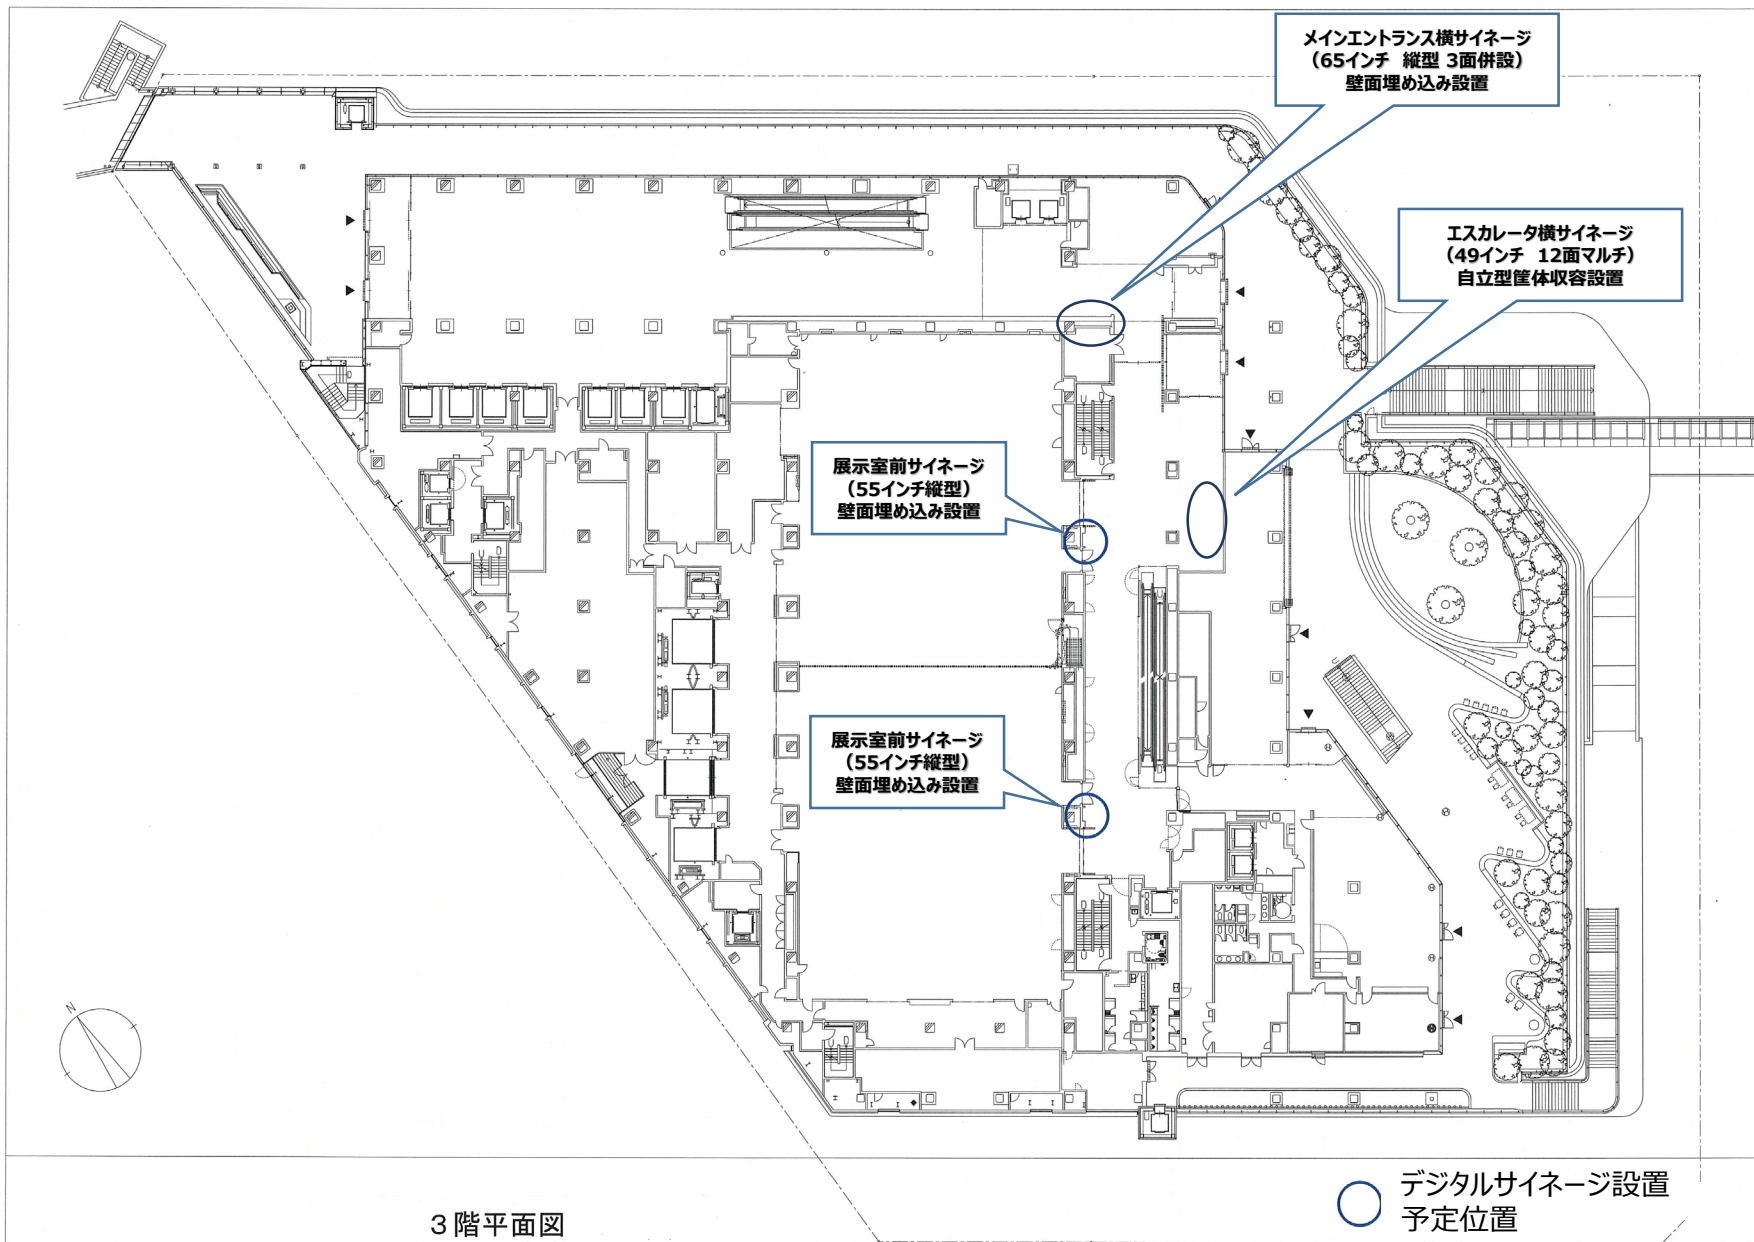 メインエントランス横サイネージ
（65インチ 縦型 3面併設）
壁面埋め込み設置
エスカレータ横サイネージ
（49インチ 12面マルチ）
自立型筐体収容設置
展示室前サイネージ
（55インチ縦型）
壁面埋め込み設置
展示室前サイネージ
（55インチ縦型）
壁面埋め込み設置
N
３階平面図
デジタルサイネージ設置
予定位置